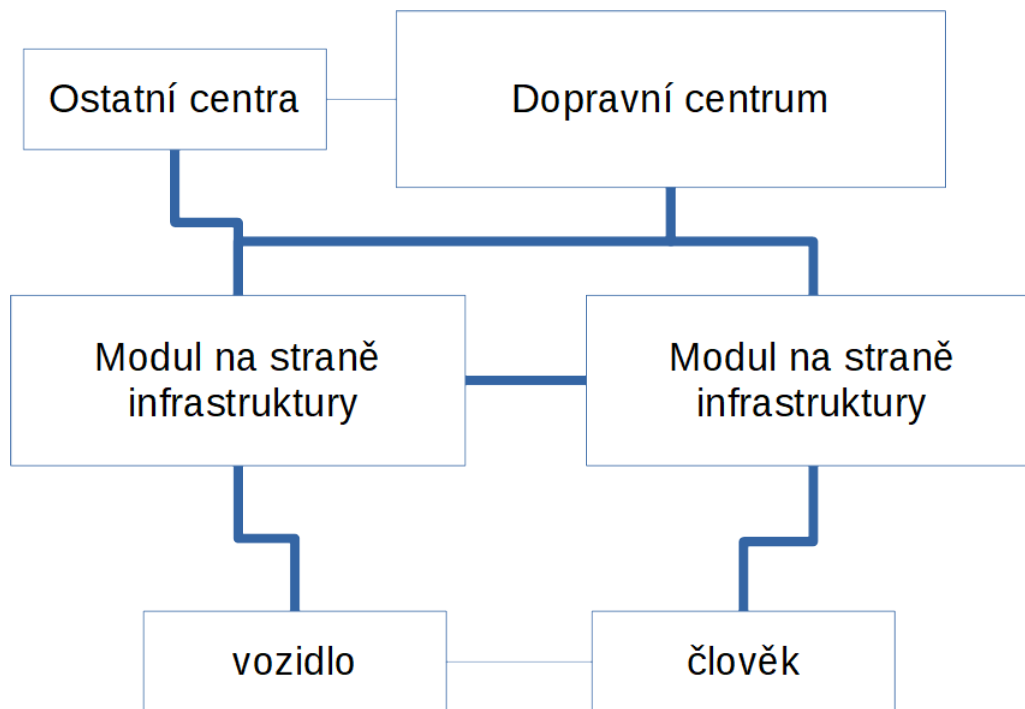 Ostatní centra
Dopravní centrum
Modul na straně
infrastruktury
Modul na straně
infrastruktury
vozidlo
člověk